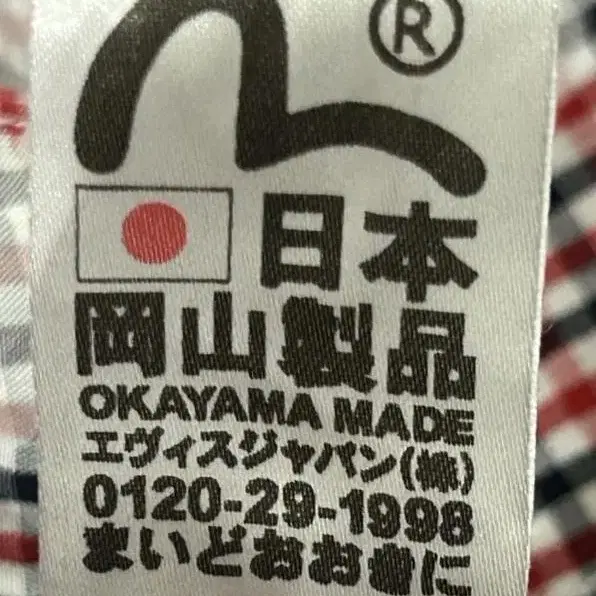 ®
日本
岡山製品
OKAYAMA MADE
エヴィスジャパン(株)
0120-29-1998
まいどおおきに